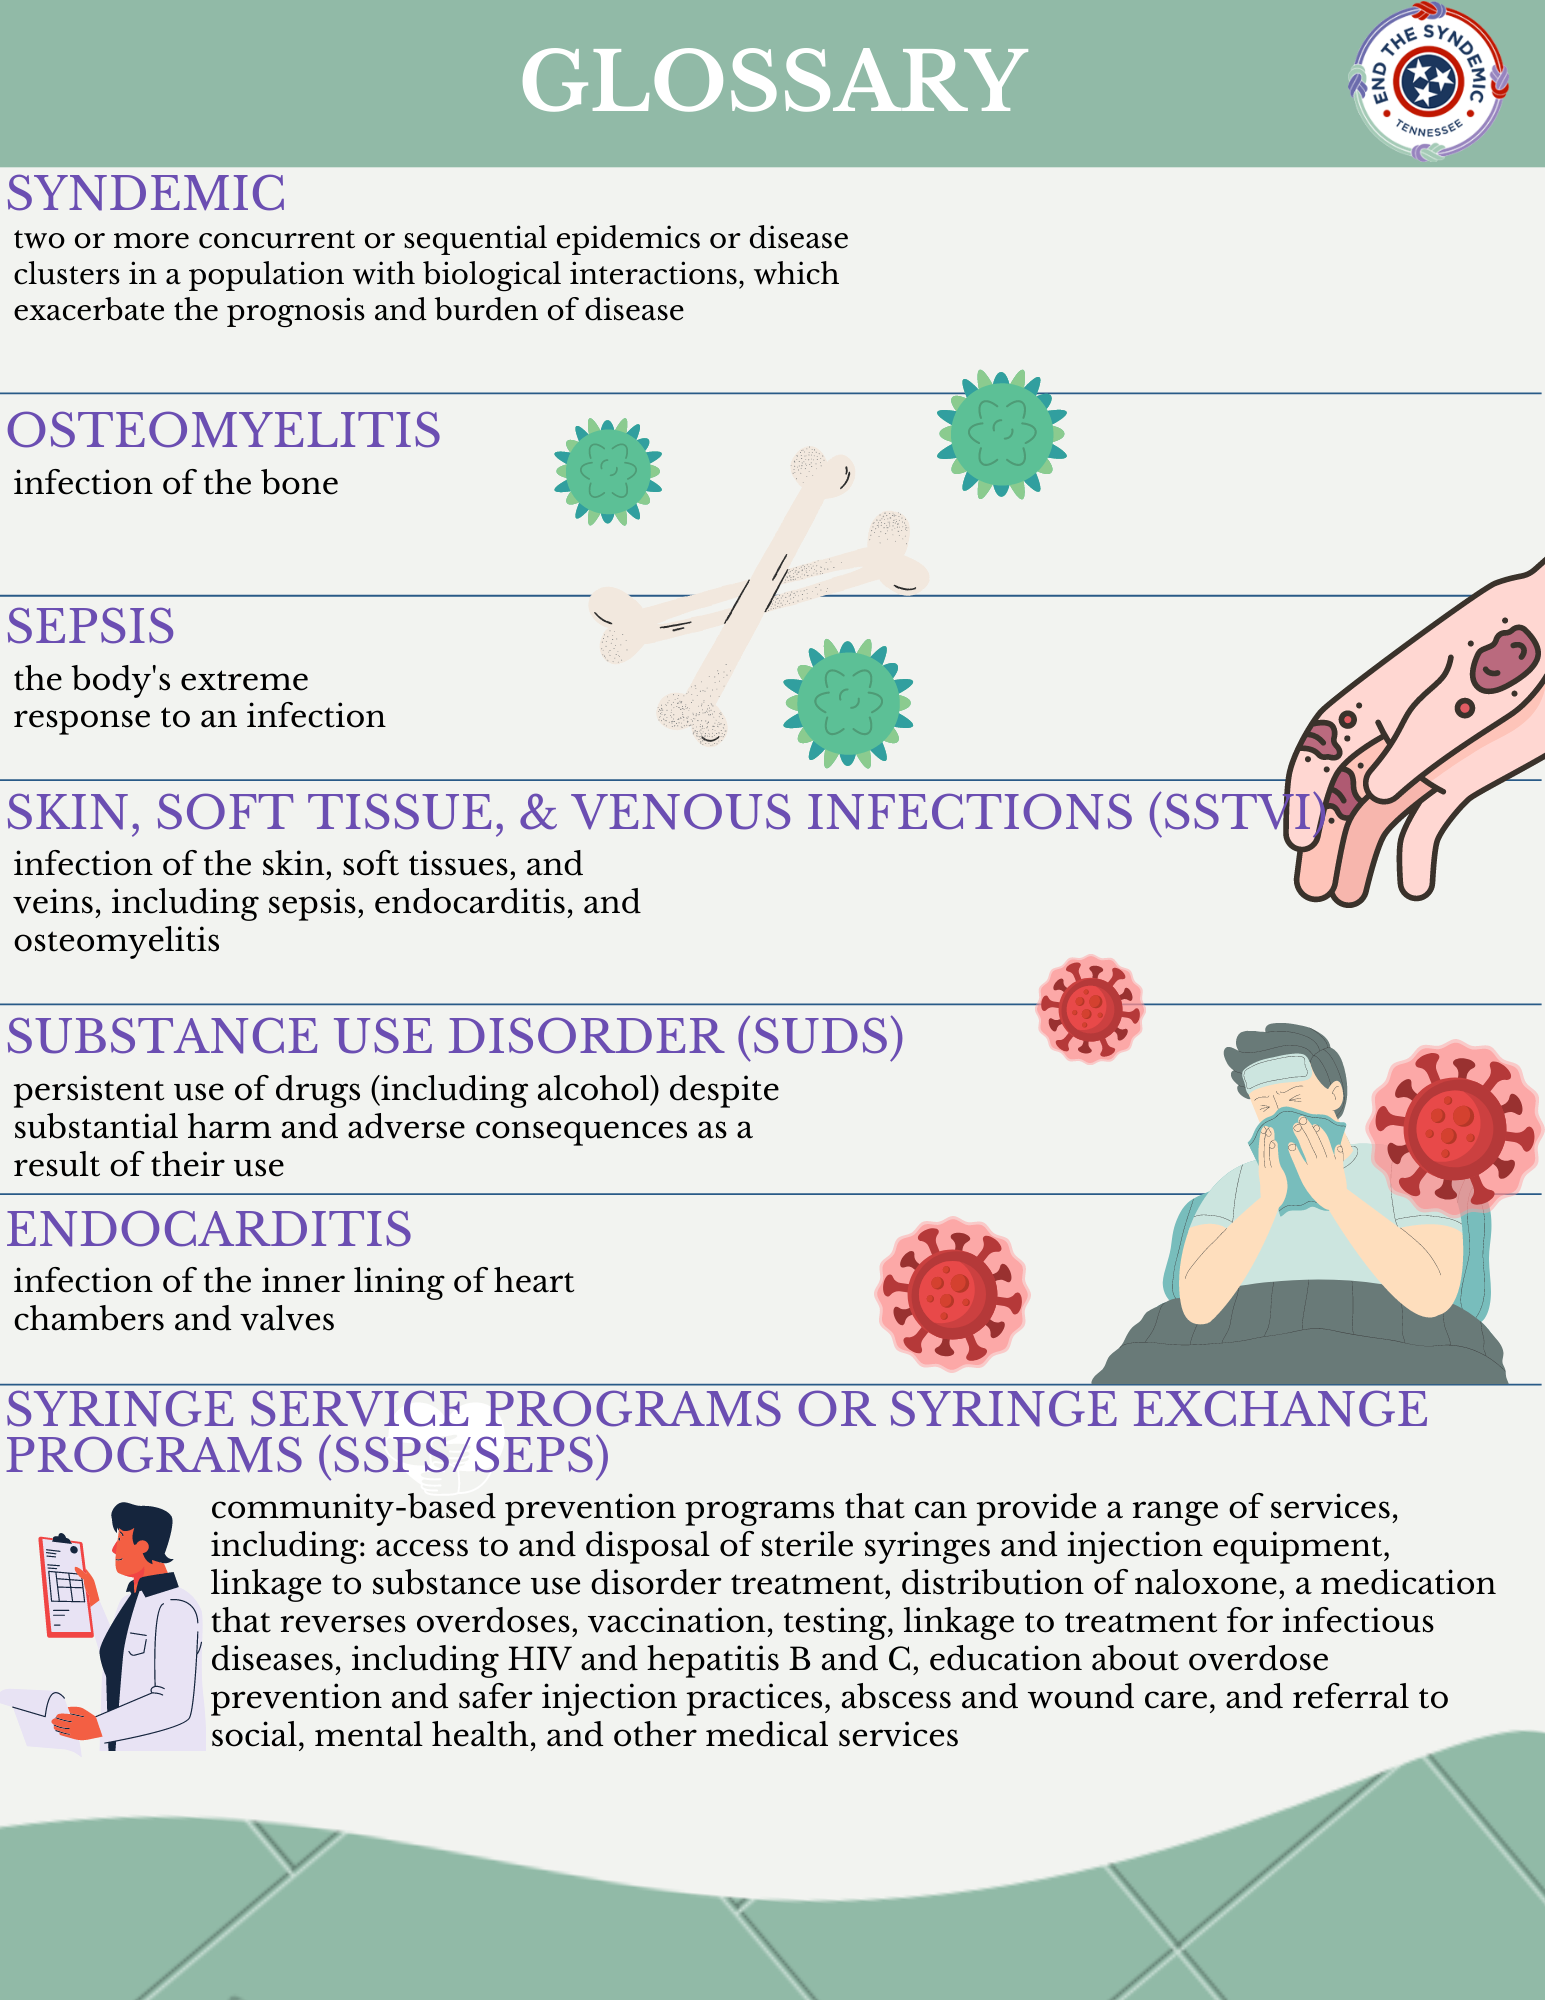 GLOSSARY
END THE SYNDEMIC
TENNESSEE
SYNDEMIC
two or more concurrent or sequential epidemics or disease
clusters in a population with biological interactions, which
exacerbate the prognosis and burden of disease
OSTEOMYELITIS
infection of the bone
SEPSIS
the body's extreme
response to an infection
SKIN, SOFT TISSUE, & VENOUS INFECTIONS (SSTVI)
infection of the skin, soft tissues, and
veins, including sepsis, endocarditis, and
osteomyelitis
SUBSTANCE USE DISORDER (SUDS)
persistent use of drugs (including alcohol) despite
substantial harm and adverse consequences as a
result of their use
ENDOCARDITIS
infection of the inner lining of heart
chambers and valves
SYRINGE SERVICE PROGRAMS OR SYRINGE EXCHANGE
PROGRAMS (SSPS/SEPS)
community-based prevention programs that can provide a range of services,
including: access to and disposal of sterile syringes and injection equipment,
linkage to substance use disorder treatment, distribution of naloxone, a medication
that reverses overdoses, vaccination, testing, linkage to treatment for infectious
diseases, including HIV and hepatitis B and C, education about overdose
prevention and safer injection practices, abscess and wound care, and referral to
social, mental health, and other medical services